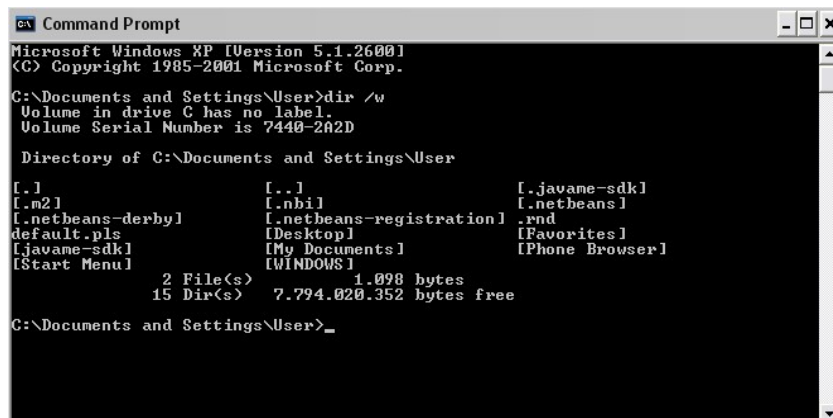 Command Prompt
Microsoft Windows XP [Version 5.1.2600]
(C) Copyright 1985-2001 Microsoft Corp.
C:\Documents and Settings\User>dir /w
Volume in drive C has no label.
Volume Serial Number is 7440-2A2D
Directory of C:\Documents and Settings\User
[.] [..] [.javame-sdk]
[.m2] [.nbi] [.netbeans]
[.netbeans-derby] [.netbeans-registration] .rnd
default.pls [Desktop] [Favorites]
[javame-sdk] [My Documents] [Phone Browser]
[Start Menu] [WINDOWS]
2 File(s) 1.098 bytes
15 Dir(s) 7.794.020.352 bytes free
C:\Documents and Settings\User>_